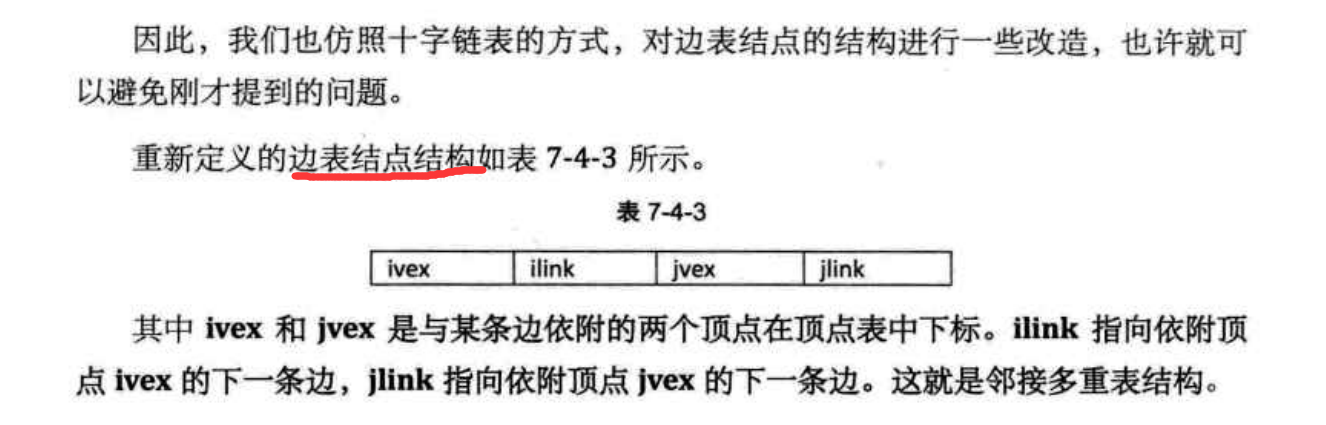 因此，我们也仿照十字链表的方式，对边表结点的结构进行一些改造，也许就可
以避免刚才提到的问题。
重新定义的边表结点结构如表 7-4-3 所示。
表 7-4-3
ivex ilink jvex jlink
其中 ivex 和 jvex 是与某条边依附的两个顶点在顶点表中下标。ilink 指向依附顶
点 ivex 的下一条边，jlink 指向依附顶点 jvex 的下一条边。这就是邻接多重表结构。